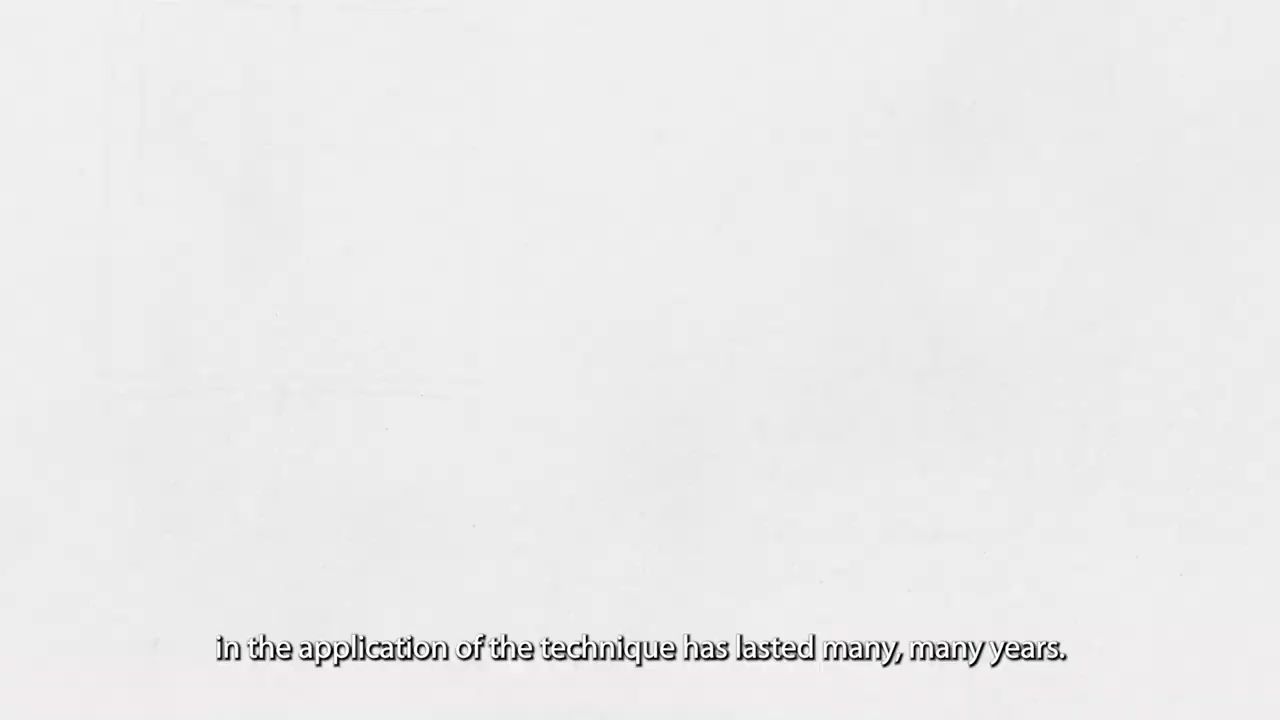 in the application of the technique has lasted many, many years.